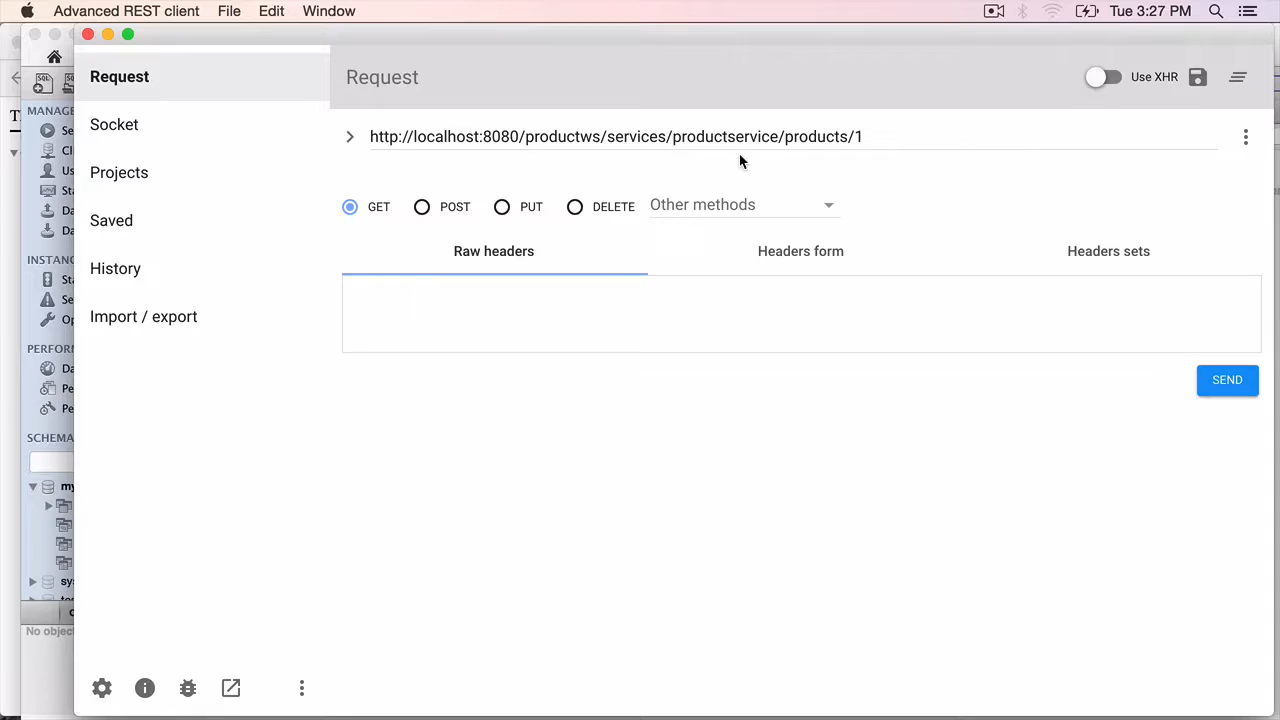 Advanced REST client File Edit Window Tue 3:27 PM
Request
Socket
Projects
Saved
History
Import / export
Request
Use XHR
http://localhost:8080/productws/services/productservice/products/1
GET POST PUT DELETE Other methods
Raw headers Headers form Headers sets
SEND
MANAGE
INSTANC
PERFORM
SCHEMA
No objec